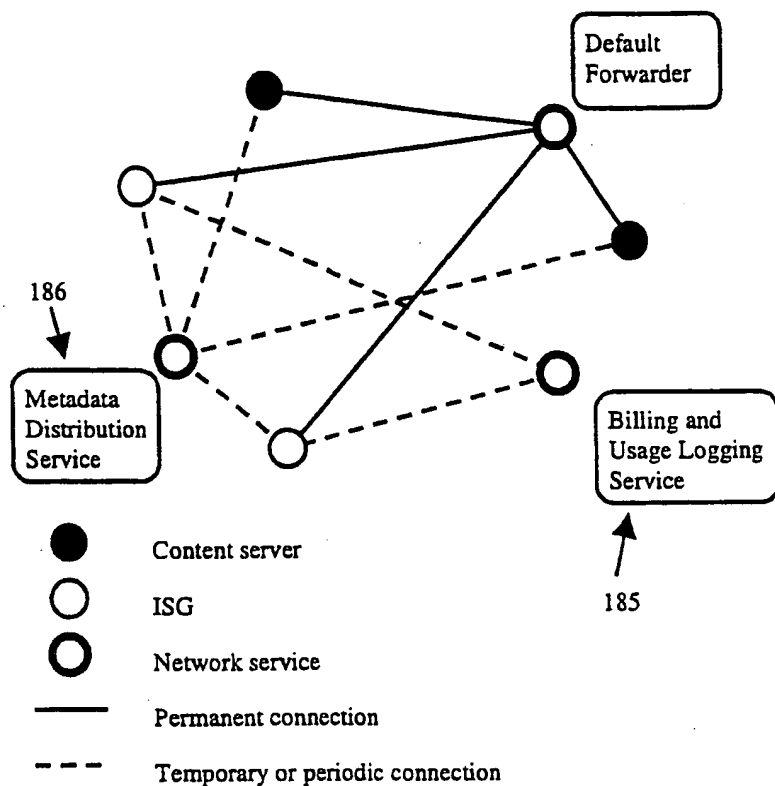 Default
Forwarder
186
Metadata
Distribution
Service
Billing and
Usage Logging
Service
185
Content server
ISG
Network service
Permanent connection
Temporary or periodic connection